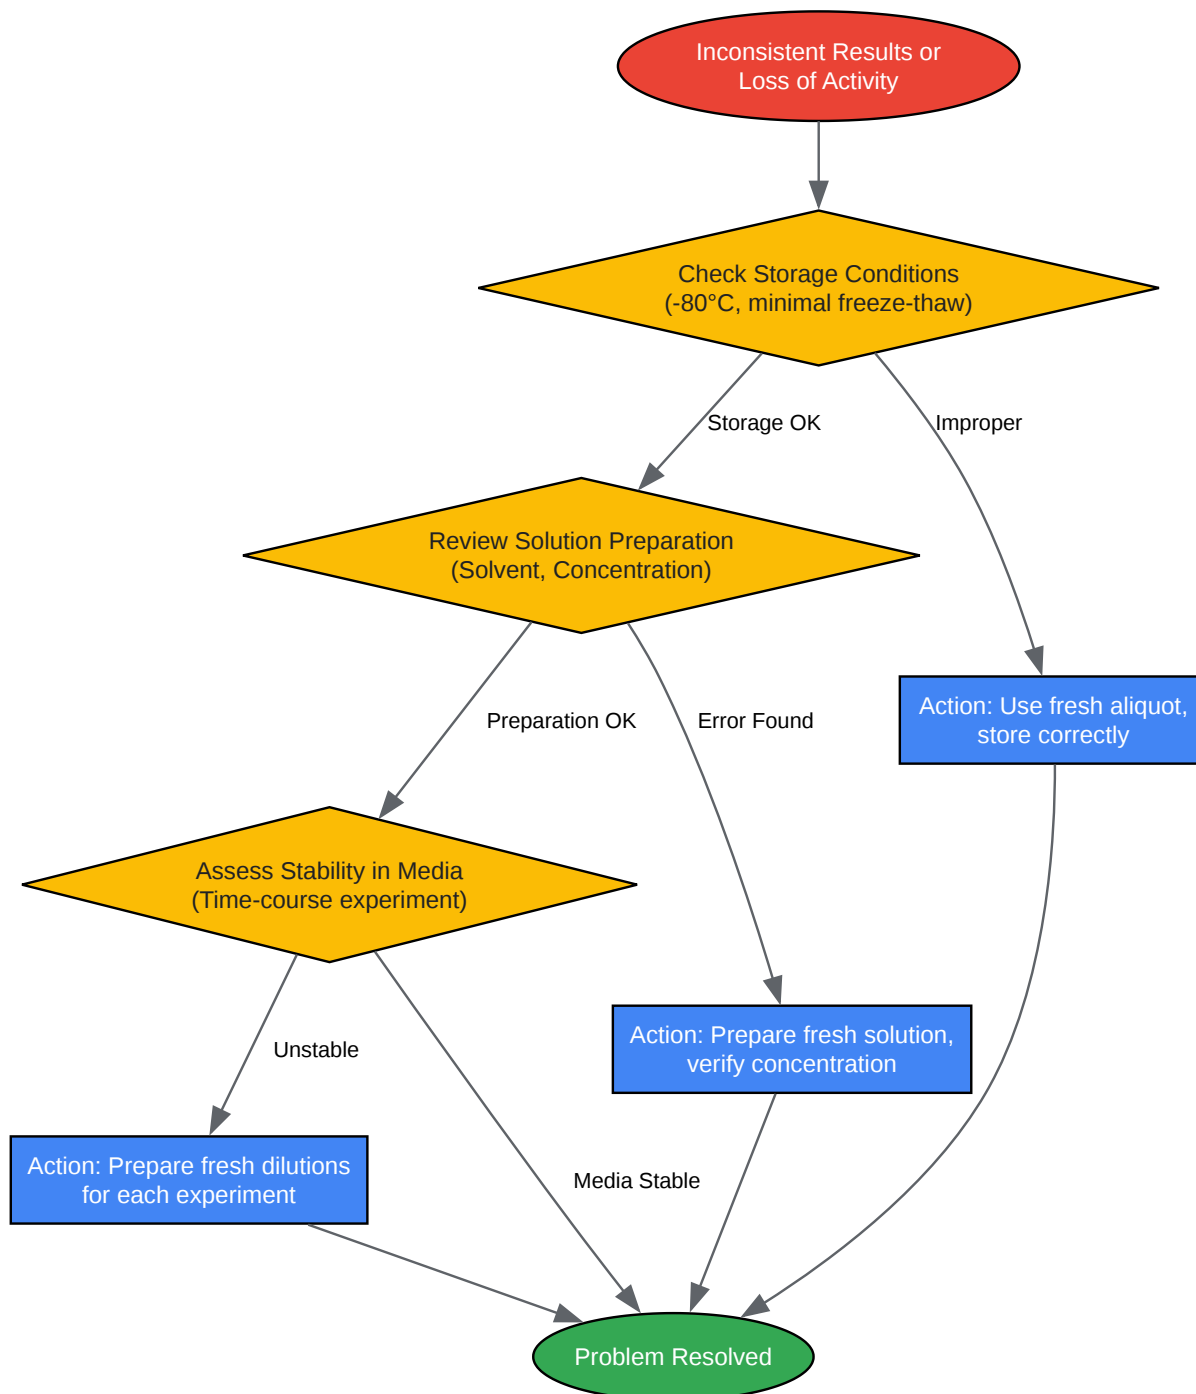 Inconsistent Results or
Loss of Activity
Check Storage Conditions
(-80°C, minimal freeze-thaw)
Storage OK
Improper
Review Solution Preparation
(Solvent, Concentration)
Action: Use fresh aliquot,
store correctly
Preparation OK
Error Found
Assess Stability in Media
(Time-course experiment)
Action: Prepare fresh solution,
verify concentration
Unstable
Action: Prepare fresh dilutions
for each experiment
Media Stable
Problem Resolved